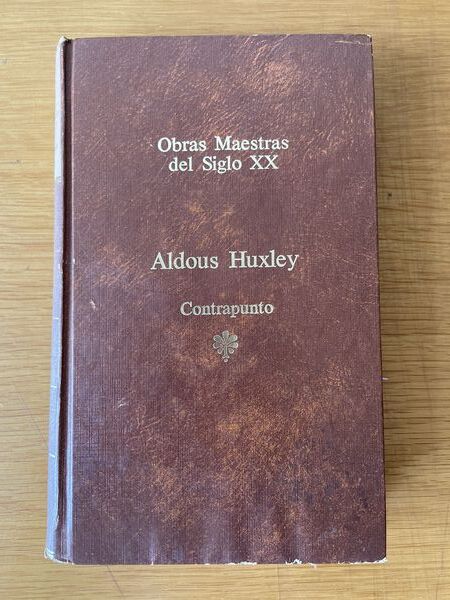 Obras Maestras
del Siglo XX
Aldous Huxley
Contrapunto